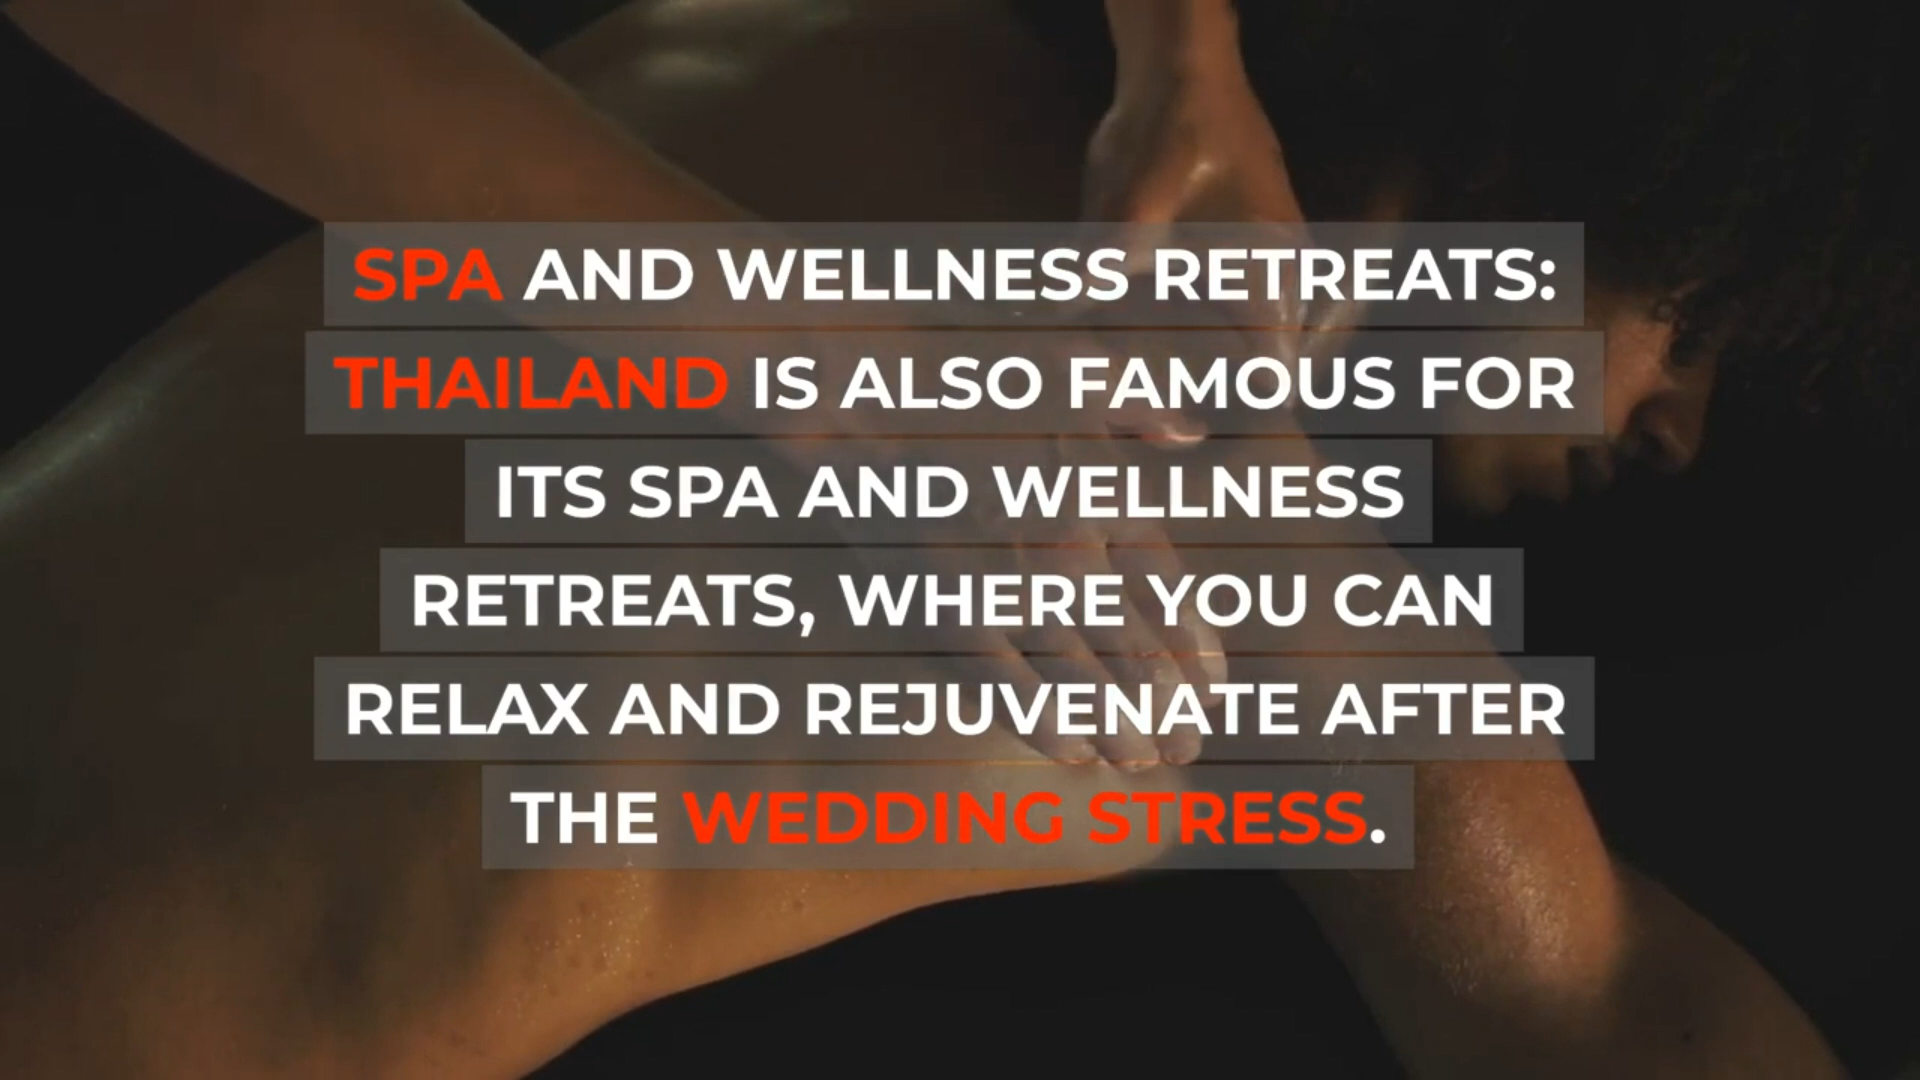 SPA AND WELLNESS RETREATS:
THAILAND IS ALSO FAMOUS FOR
ITS SPA AND WELLNESS
RETREATS, WHERE YOU CAN
RELAX AND REJUVENATE AFTER
THE WEDDING STRESS.